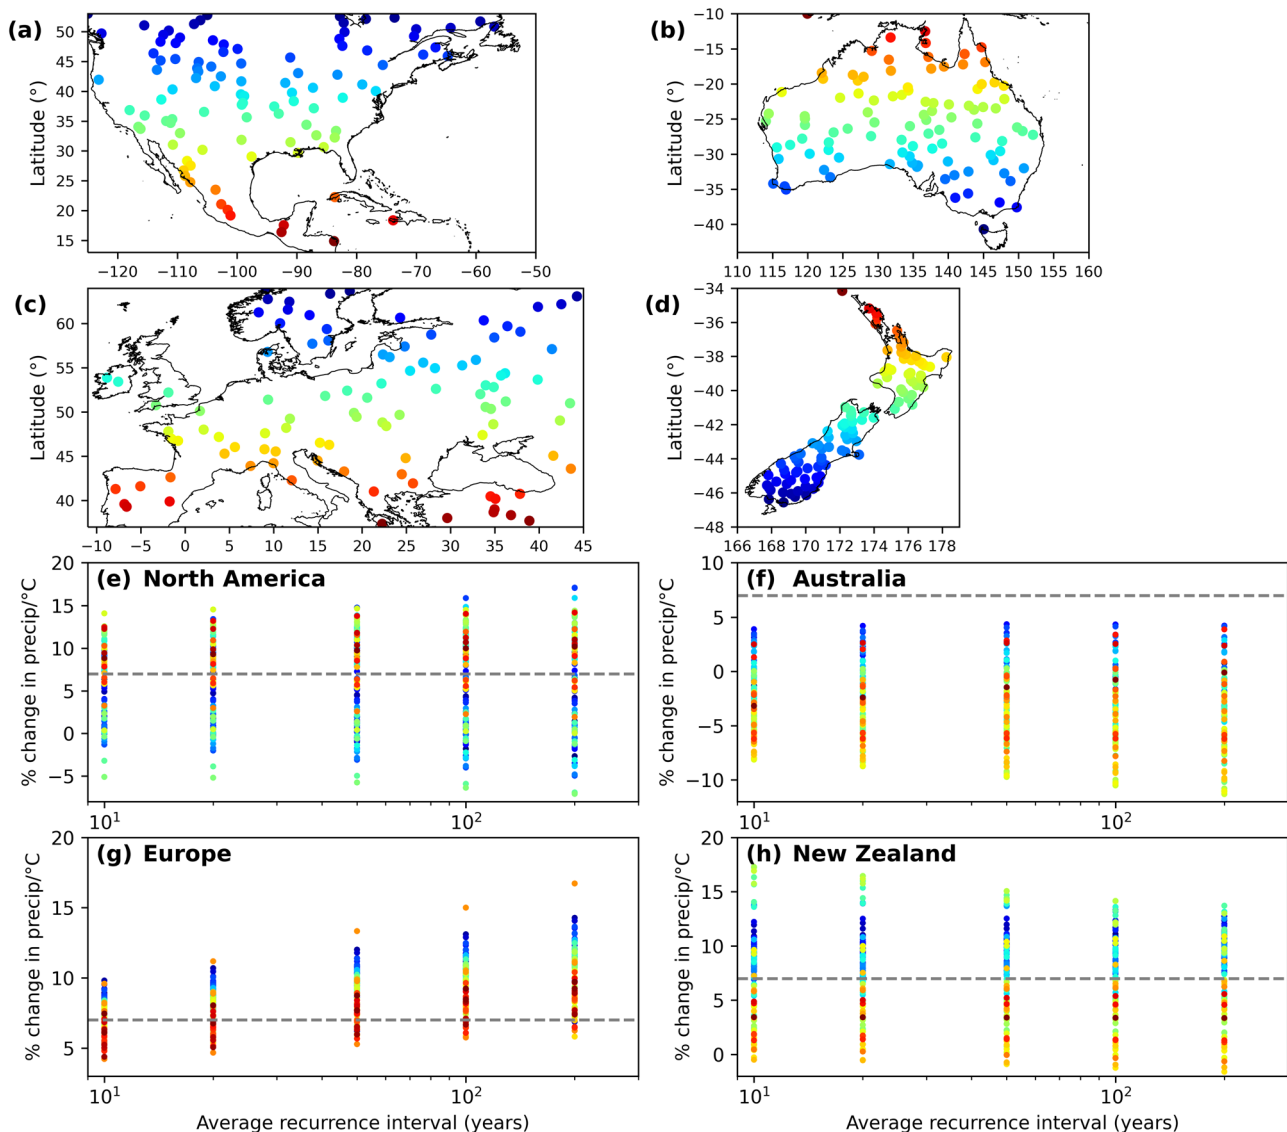 (a)
Latitude (°)
50
45
40
35
30
25
20
15
−120 −110 −100 −90 −80 −70 −60 −50
(b)
Latitude (°)
−10
−15
−20
−25
−30
−35
−40
110 115 120 125 130 135 140 145 150 155 160
(c)
Latitude (°)
60
55
50
45
40
−10 −5 0 5 10 15 20 25 30 35 40 45
(d)
Latitude (°)
−34
−36
−38
−40
−42
−44
−46
−48
166 168 170 172 174 176 178
(e) North America
% change in precip/°C
20
15
10
5
0
−5
10¹ 10²
(f) Australia
% change in precip/°C
10
5
0
−5
−10
10¹ 10²
(g) Europe
% change in precip/°C
20
15
10
5
10¹ 10²
Average recurrence interval (years)
(h) New Zealand
% change in precip/°C
20
15
10
5
0
10¹ 10²
Average recurrence interval (years)